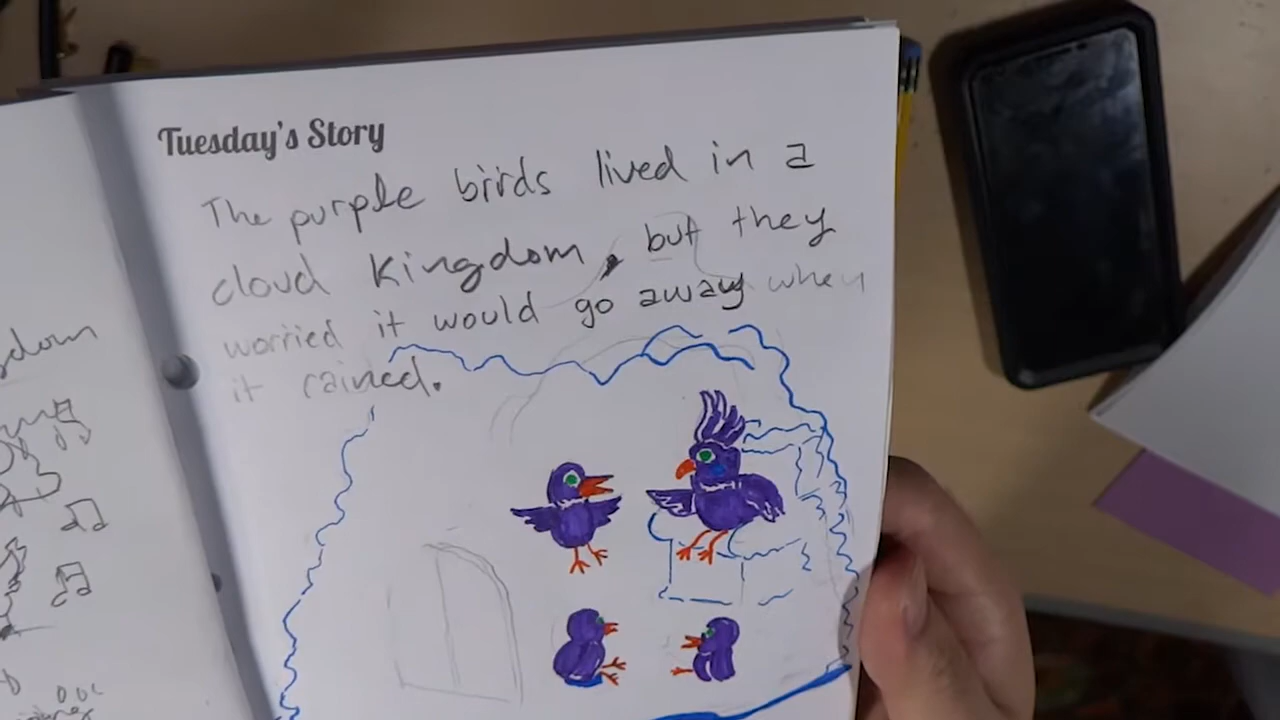 Tuesday's Story
The purple birds lived in a
cloud Kingdom, but they
worried it would go away when
it rained.